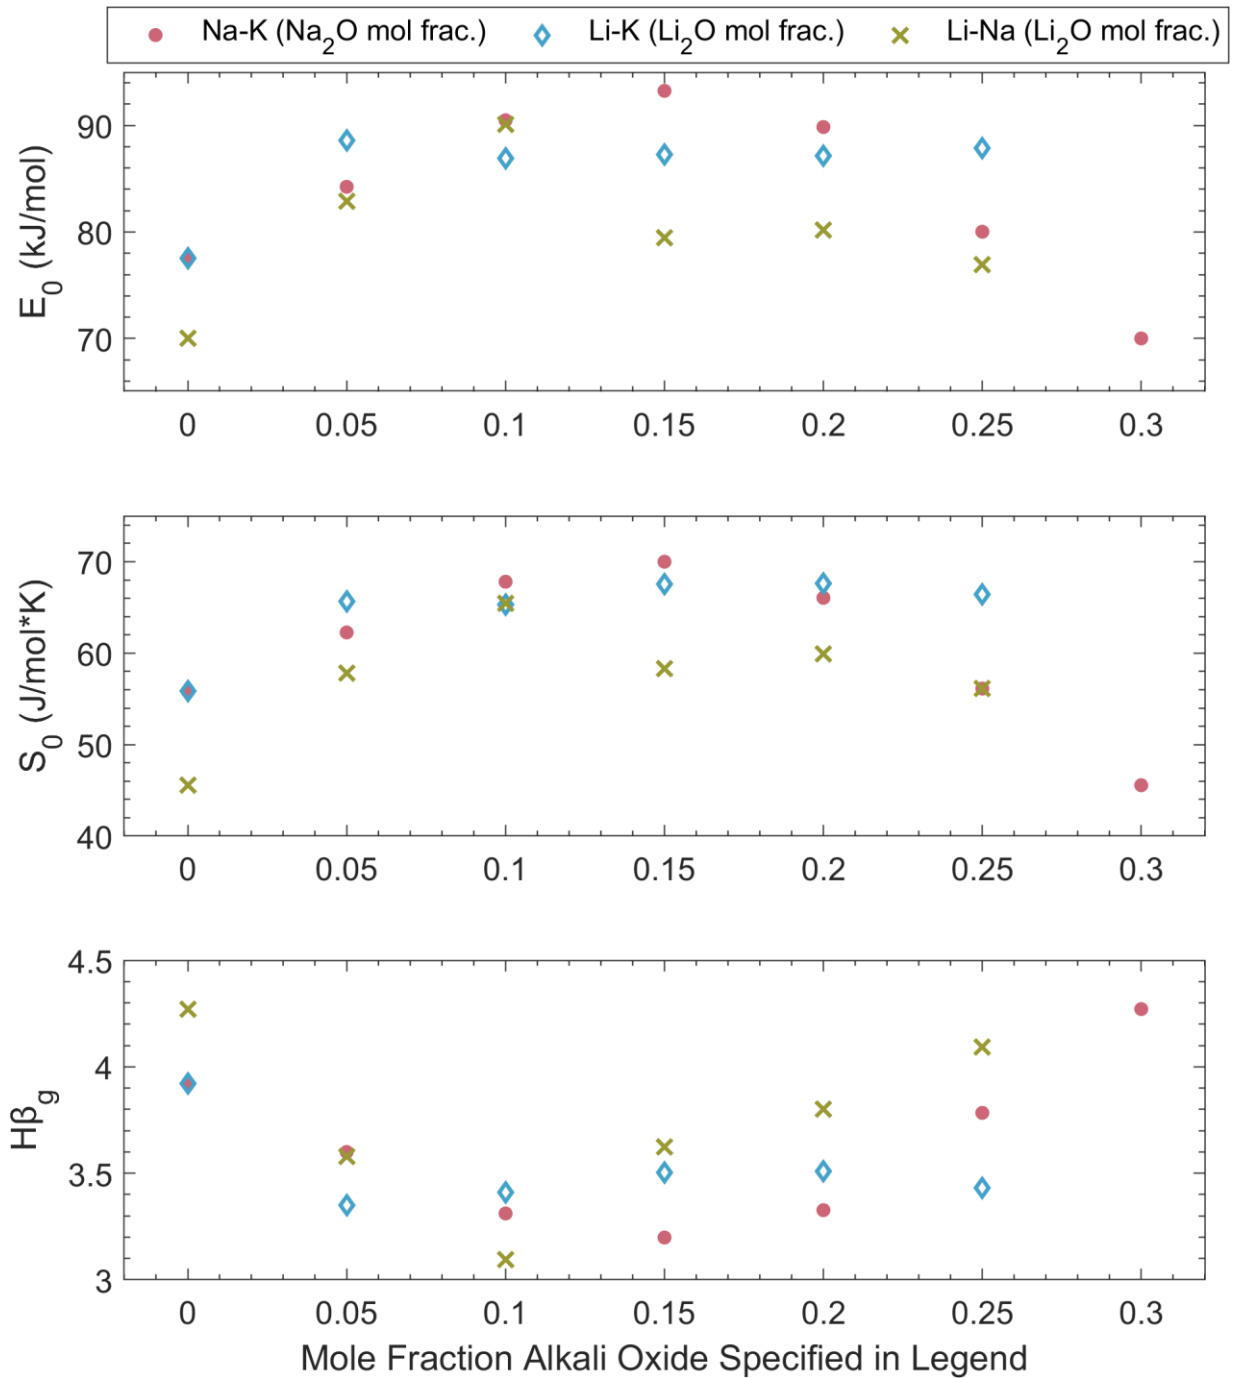 Na-K (Na₂O mol frac.) Li-K (Li₂O mol frac.) Li-Na (Li₂O mol frac.)
E₀ (kJ/mol)
90
80
70
0 0.05 0.1 0.15 0.2 0.25 0.3
S₀ (J/mol*K)
70
60
50
40
0 0.05 0.1 0.15 0.2 0.25 0.3
Hβg
4.5
4
3.5
3
0 0.05 0.1 0.15 0.2 0.25 0.3
Mole Fraction Alkali Oxide Specified in Legend